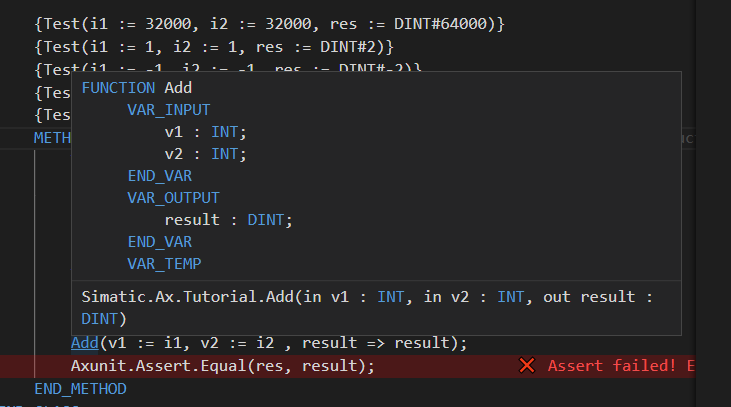 {Test(i1 := 32000, i2 := 32000, res := DINT#64000)}
{Test(i1 := 1, i2 := 1, res := DINT#2)}
{Test(i1 := -1, i2 := -1, res := DINT#-2)}
{Tes
{Tes
METH
FUNCTION Add
VAR_INPUT
v1 : INT;
v2 : INT;
END_VAR
VAR_OUTPUT
result : DINT;
END_VAR
VAR_TEMP
Simatic.Ax.Tutorial.Add(in v1 : INT, in v2 : INT, out result :
DINT)
Add(v1 := i1, v2 := i2 , result => result);
Axunit.Assert.Equal(res, result); Assert failed! E
END_METHOD